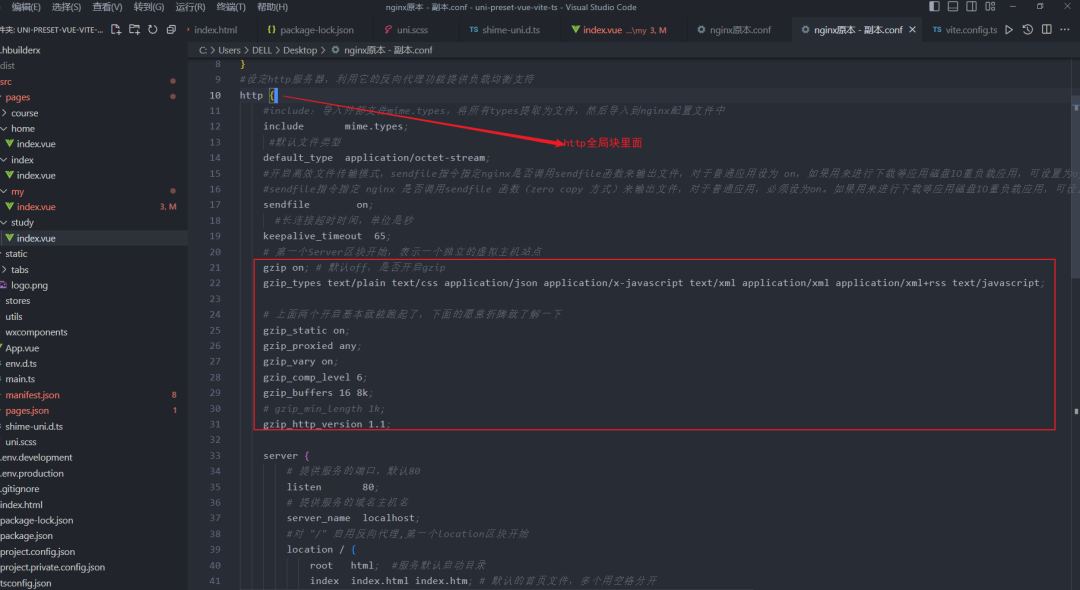 编辑(E) 选择(S) 查看(V) 转到(G) 运行(R) 终端(T) 帮助(H) nginx原本 - 副本.conf - uni-preset-vue-vite-ts - Visual Studio Code
件夹: UNI-PRESET-VUE-VITE-...
index.html package-lock.json uni.scss TS shime-uni.d.ts index.vue ...\my 3, M nginx原本.conf nginx原本 - 副本.conf TS vite.config.ts
C: > Users > DELL > Desktop > nginx原本 - 副本.conf
.hbuilderx
dist
src
pages
course
home
index.vue
index
index.vue
my
index.vue 3, M
study
index.vue
static
tabs
logo.png
stores
utils
wxcomponents
App.vue
env.d.ts
main.ts
manifest.json 8
pages.json 1
shime-uni.d.ts
uni.scss
.env.development
.env.production
.gitignore
index.html
package-lock.json
package.json
project.config.json
project.private.config.json
tsconfig.json
8 }
9 #设定http服务器，利用它的反向代理功能提供负载均衡支持
10 http {
11 #include：导入外部文件mime.types，将所有types提取为文件，然后导入到nginx配置文件中
12 include mime.types;
13 #默认文件类型
http全局块里面
14 default_type application/octet-stream;
15 #开启高效文件传输模式，sendfile指令指定nginx是否调用sendfile函数来输出文件，对于普通应用设为 on，如果用来进行下载等应用磁盘IO重负载应用，可设置为o
16 #sendfile指令指定 nginx 是否调用sendfile 函数（zero copy 方式）来输出文件，对于普通应用，必须设为on。如果用来进行下载等应用磁盘IO重负载应用，可设
17 sendfile on;
18 #长连接超时时间，单位是秒
19 keepalive_timeout 65;
20 # 第一个Server区块开始，表示一个独立的虚拟主机站点
21 gzip on; # 默认off，是否开启gzip
22 gzip_types text/plain text/css application/json application/x-javascript text/xml application/xml application/xml+rss text/javascript;
23
24 # 上面两个开启基本就能跑起了，下面的愿意折腾就了解一下
25 gzip_static on;
26 gzip_proxied any;
27 gzip_vary on;
28 gzip_comp_level 6;
29 gzip_buffers 16 8k;
30 # gzip_min_length 1k;
31 gzip_http_version 1.1;
32
33 server {
34 # 提供服务的端口，默认80
35 listen 80;
36 # 提供服务的域名主机名
37 server_name localhost;
38 #对 "/" 启用反向代理,第一个location区块开始
39 location / {
40 root html; #服务默认启动目录
41 index index.html index.htm; # 默认的首页文件，多个用空格分开